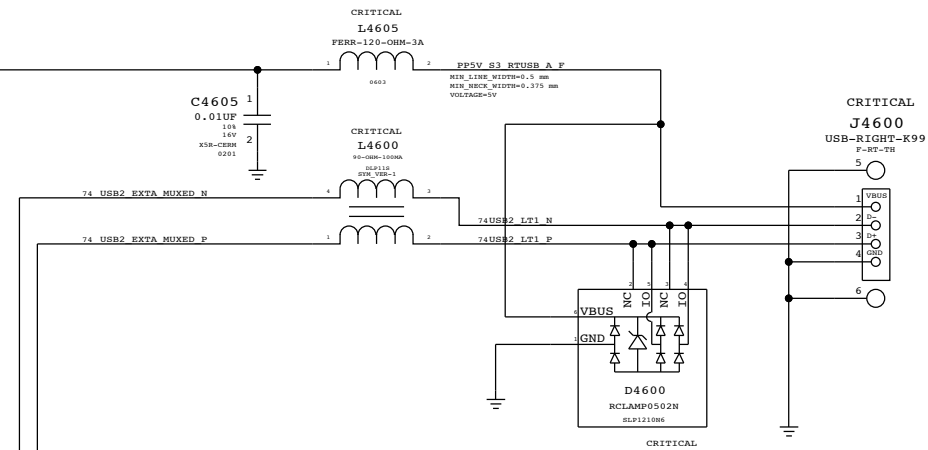 CRITICAL
L4605
FERR-120-OHM-3A
1
2
0603
PP5V_S3_RTUSB_A_F
MIN_LINE_WIDTH=0.5 mm
MIN_NECK_WIDTH=0.375 mm
VOLTAGE=5V
C4605
1
0.01UF
10%
16V
2
X5R-CERM
0201
CRITICAL
L4600
90-OHM-100MA
DLP11S
SYM_VER-1
74 USB2_EXTA_MUXED_N
4
3
74 USB2_EXTA_MUXED_P
1
2
74USB2_LT1_N
74USB2_LT1_P
CRITICAL
J4600
USB-RIGHT-K99
F-RT-TH
5
1
VBUS
2
D-
3
D+
4
GND
6
2
5
3
4
NC
IO
NC
IO
6
VBUS
1
GND
D4600
RCLAMP0502N
SLP1210N6
CRITICAL